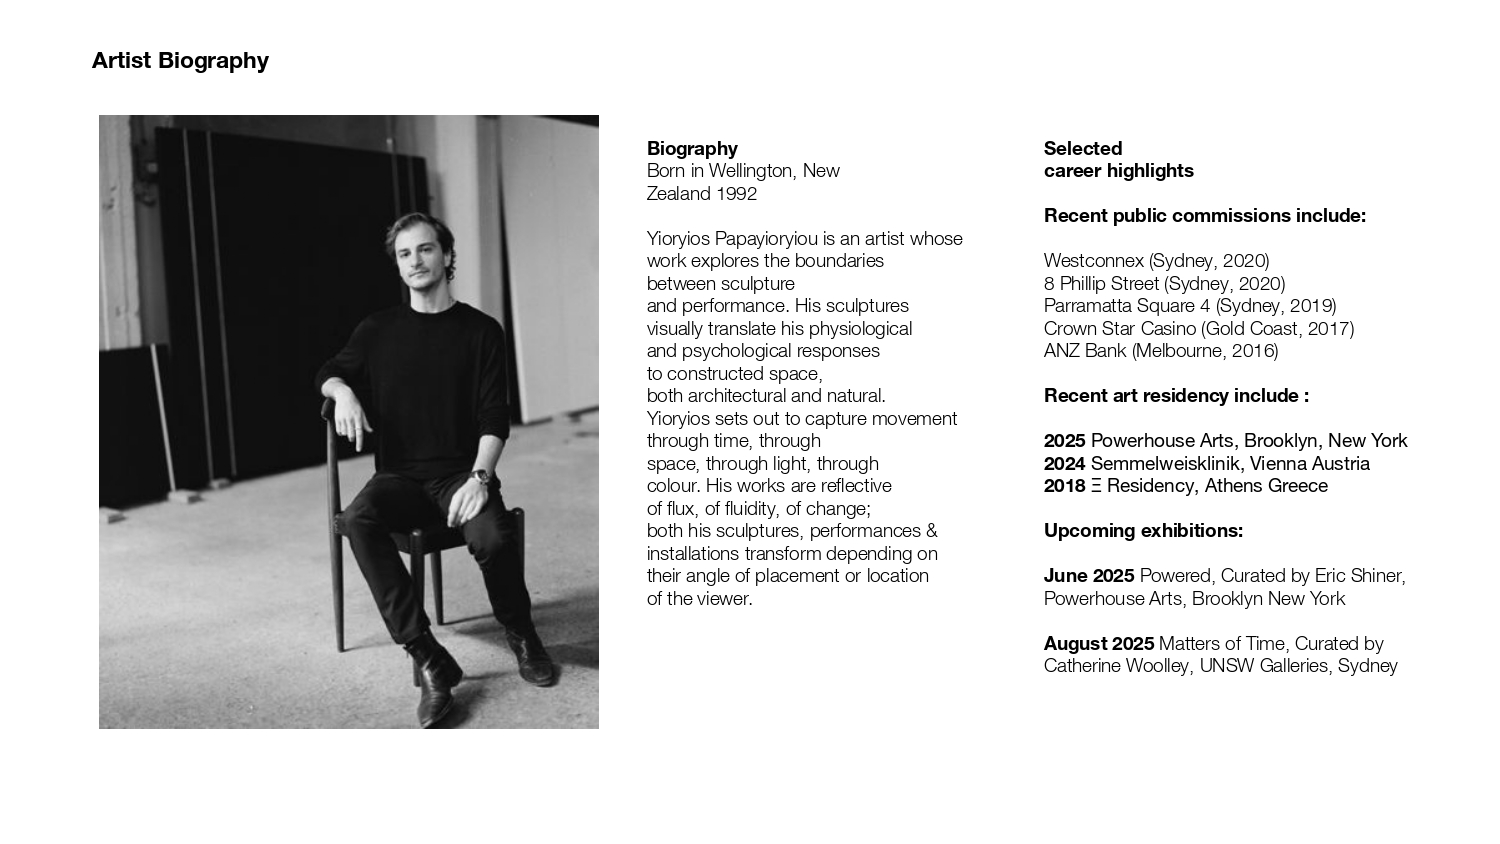 Artist Biography
Biography
Born in Wellington, New
Zealand 1992
Yioryios Papayioryiou is an artist whose
work explores the boundaries
between sculpture
and performance. His sculptures
visually translate his physiological
and psychological responses
to constructed space,
both architectural and natural.
Yioryios sets out to capture movement
through time, through
space, through light, through
colour. His works are reflective
of flux, of fluidity, of change;
both his sculptures, performances &
installations transform depending on
their angle of placement or location
of the viewer.
Selected
career highlights
Recent public commissions include:
Westconnex (Sydney, 2020)
8 Phillip Street (Sydney, 2020)
Parramatta Square 4 (Sydney, 2019)
Crown Star Casino (Gold Coast, 2017)
ANZ Bank (Melbourne, 2016)
Recent art residency include :
2025 Powerhouse Arts, Brooklyn, New York
2024 Semmelweisklinik, Vienna Austria
2018 Ξ Residency, Athens Greece
Upcoming exhibitions:
June 2025 Powered, Curated by Eric Shiner,
Powerhouse Arts, Brooklyn New York
August 2025 Matters of Time, Curated by
Catherine Woolley, UNSW Galleries, Sydney